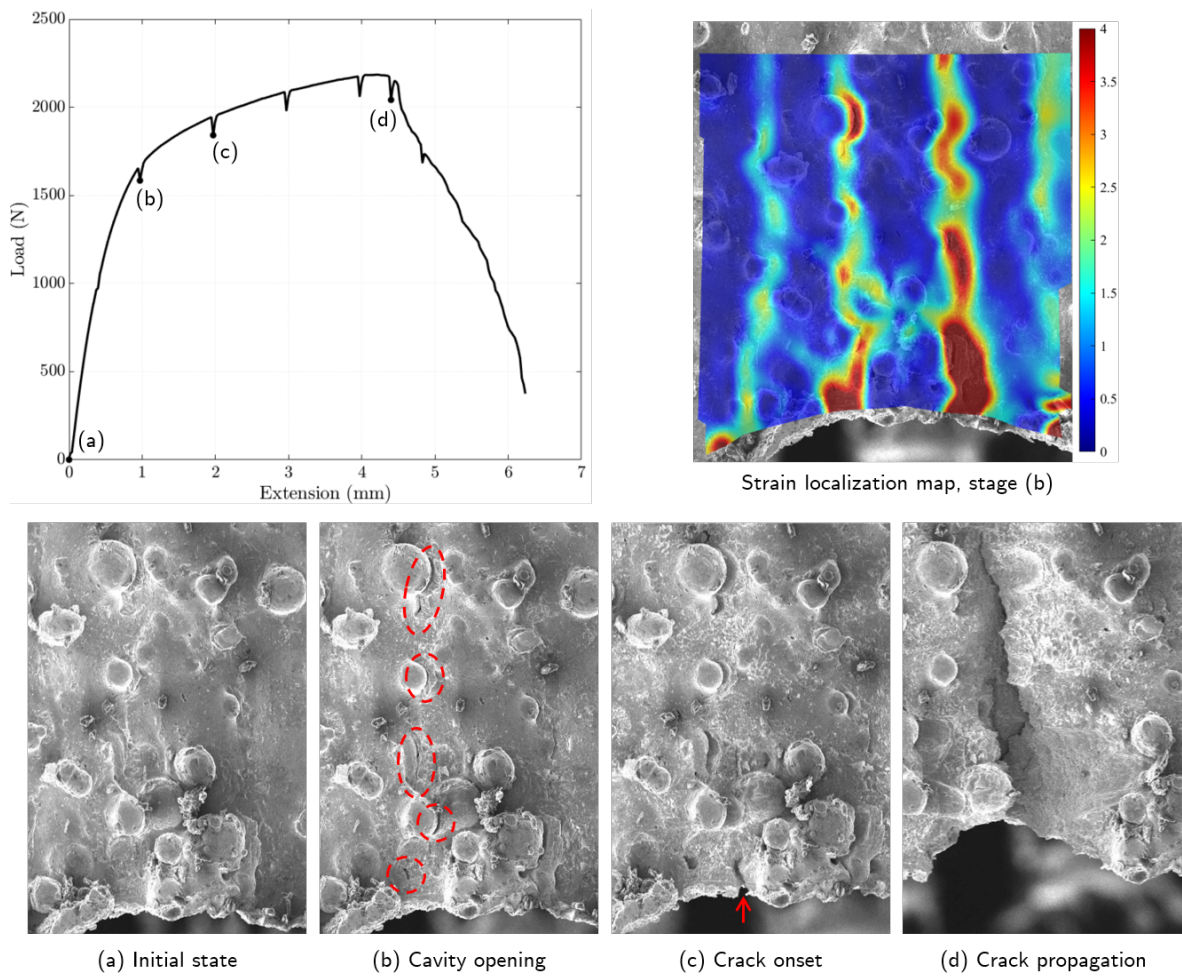 2500
2000
1500
1000
500
0
0
1
2
3
4
5
6
7
Load (N)
Extension (mm)
(a)
(b)
(c)
(d)
4
3.5
3
2.5
2
1.5
1
0.5
0
Strain localization map, stage (b)
(a) Initial state
(b) Cavity opening
(c) Crack onset
(d) Crack propagation